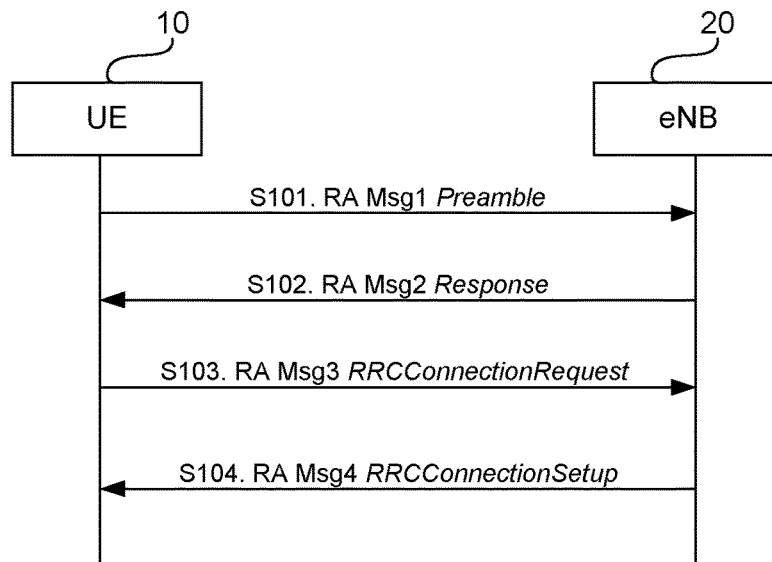 10
20
UE
eNB
S101. RA Msg1 Preamble
S102. RA Msg2 Response
S103. RA Msg3 RRCConnectionRequest
S104. RA Msg4 RRCConnectionSetup